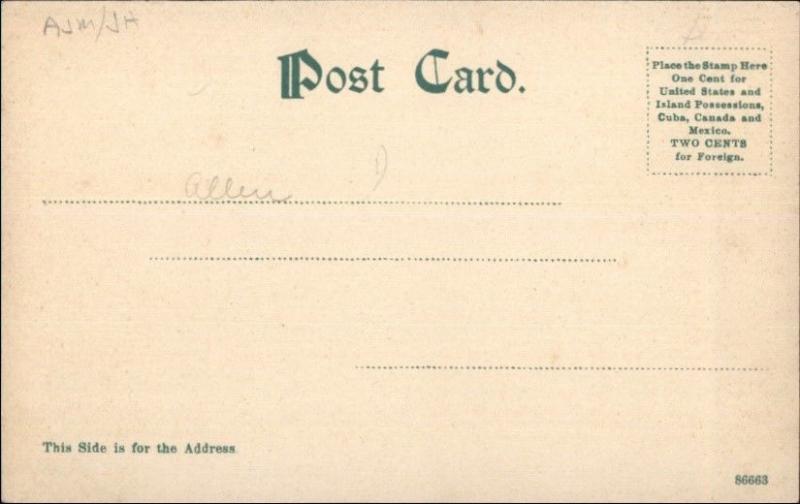 AJM/JH
Post Card.
Place the Stamp Here
One Cent for
United States and
Island Possessions,
Cuba, Canada and
Mexico.
TWO CENTS
for Foreign.
Allen
This Side is for the Address
86663